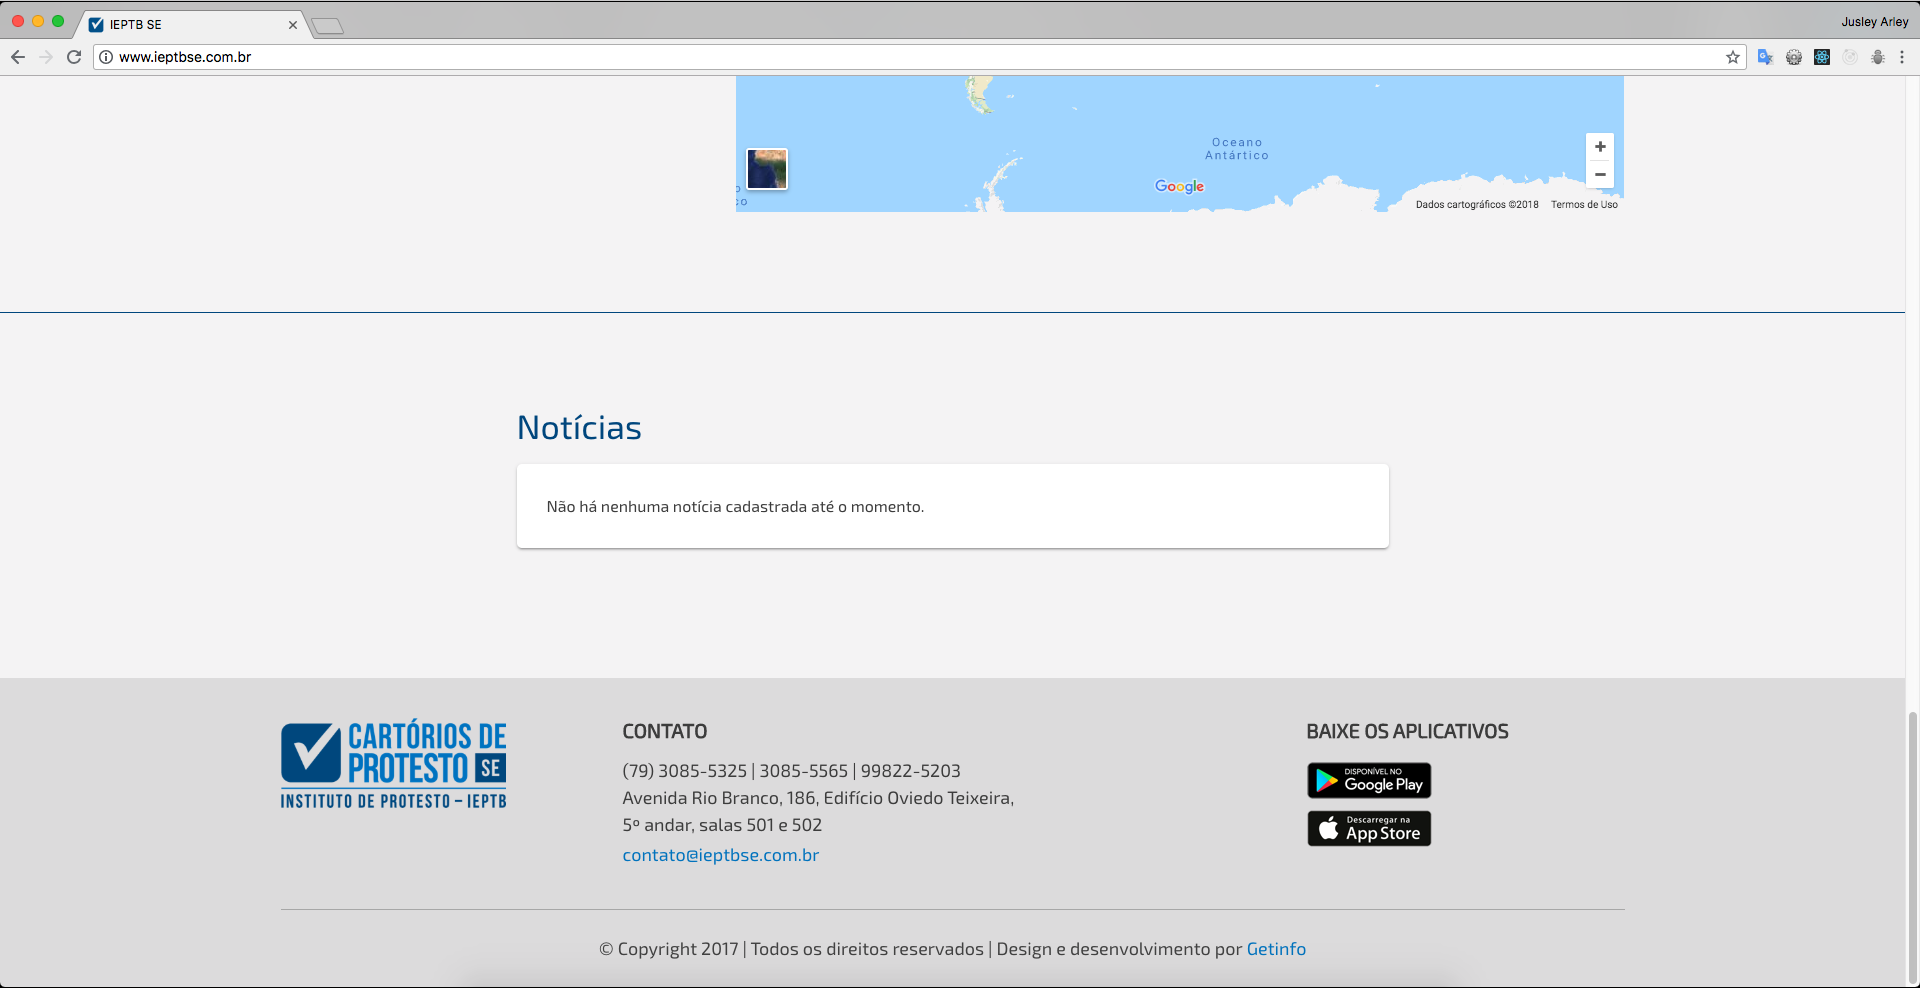 IEPTB SE
Jusley Arley
www.ieptbse.com.br
Oceano
Antártico
o
co
Google
+
−
Dados cartográficos ©2018 Termos de Uso
Notícias
Não há nenhuma notícia cadastrada até o momento.
CARTÓRIOS DE
PROTESTO SE
INSTITUTO DE PROTESTO – IEPTB
CONTATO
(79) 3085-5325 | 3085-5565 | 99822-5203
Avenida Rio Branco, 186, Edifício Oviedo Teixeira,
5º andar, salas 501 e 502
contato@ieptbse.com.br
BAIXE OS APLICATIVOS
DISPONÍVEL NO
Google Play
Descarregar na
App Store
© Copyright 2017 | Todos os direitos reservados | Design e desenvolvimento por Getinfo